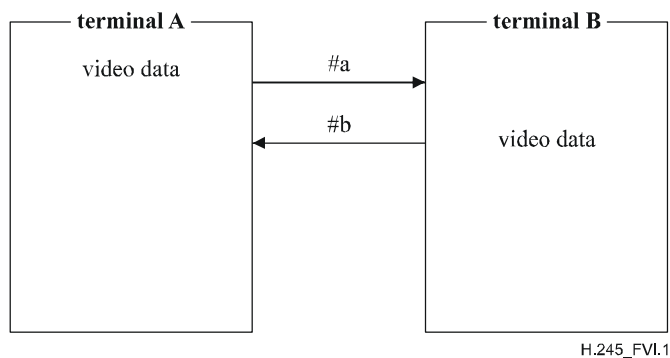 terminal A
terminal B
video data
#a
#b
video data
H.245_FVI.1